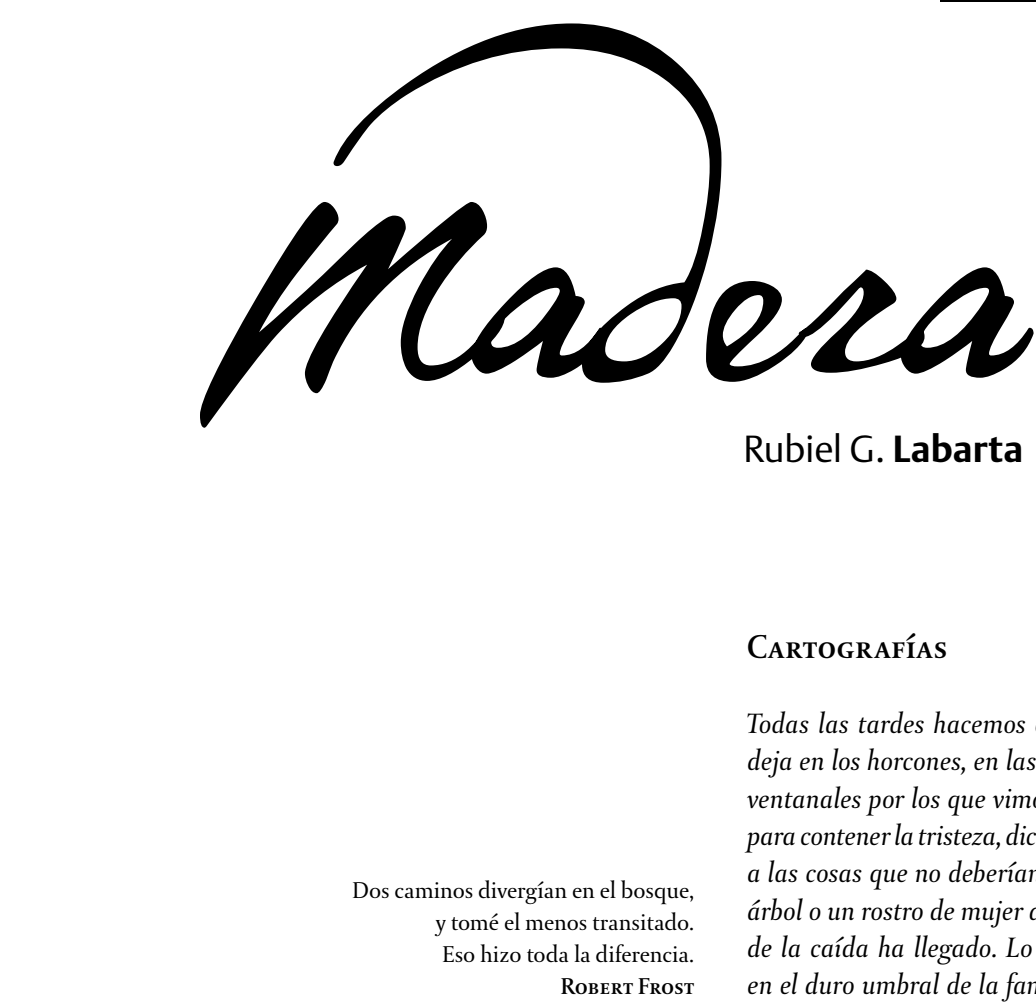 Madera
Rubiel G. Labarta
Dos caminos divergían en el bosque,
y tomé el menos transitado.
Eso hizo toda la diferencia.
Robert Frost
Cartografías
Todas las tardes hacemos
deja en los horcones, en las
ventanales por los que
para contener la tristeza,
a las cosas que no
árbol o un rostro de mujer
de la caída ha llegado. Lo
en el duro umbral de la